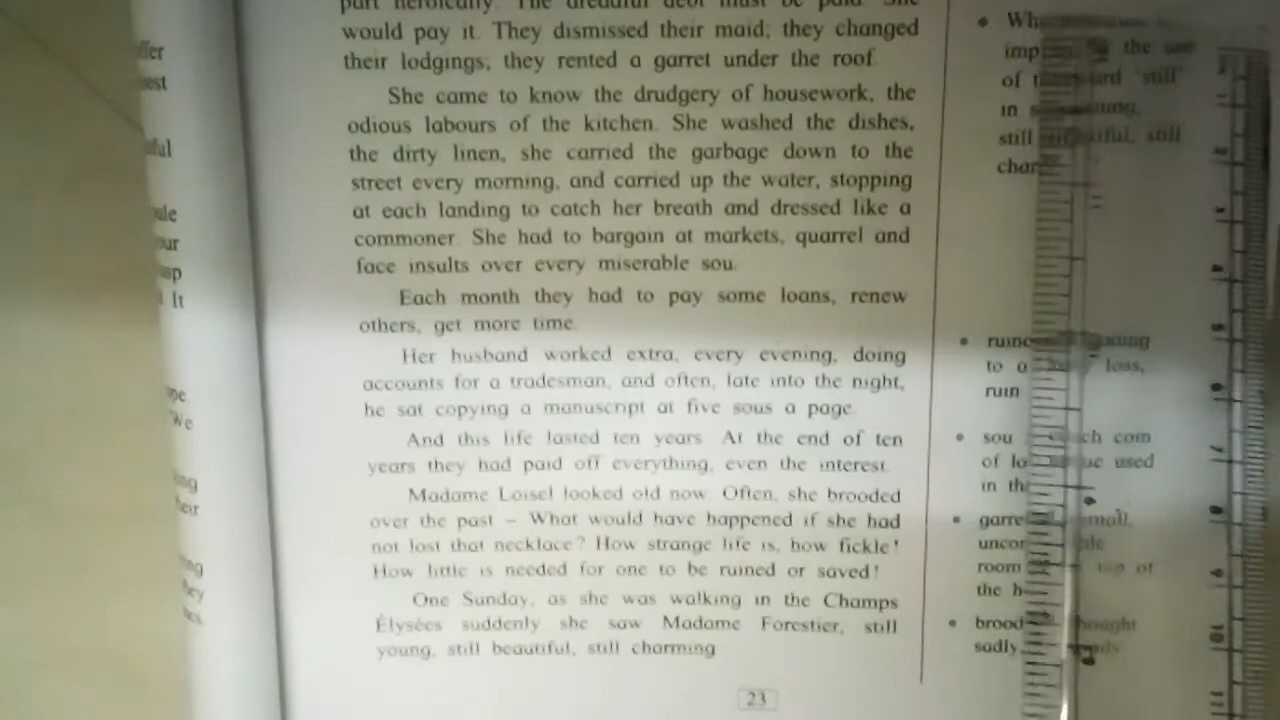 would pay it. They dismissed their maid; they changed
their lodgings; they rented a garret under the roof.
She came to know the drudgery of housework, the
odious labours of the kitchen. She washed the dishes,
the dirty linen, she carried the garbage down to the
street every morning, and carried up the water, stopping
at each landing to catch her breath and dressed like a
commoner. She had to bargain at markets, quarrel and
face insults over every miserable sou.
Each month they had to pay some loans, renew
others, get more time.
Her husband worked extra, every evening, doing
accounts for a tradesman, and often, late into the night,
he sat copying a manuscript at five sous a page.
And this life lasted ten years. At the end of ten
years they had paid off everything, even the interest.
Madame Loisel looked old now. Often, she brooded
over the past – What would have happened if she had
not lost that necklace? How strange life is, how fickle!
How little is needed for one to be ruined or saved!
One Sunday, as she was walking in the Champs
Élysées suddenly she saw Madame Forestier, still
young, still beautiful, still charming
23
the use
of 'still'
in
still still
to a loss,
ruin
• sou
of used
in
•
room top of
the
•
sadly